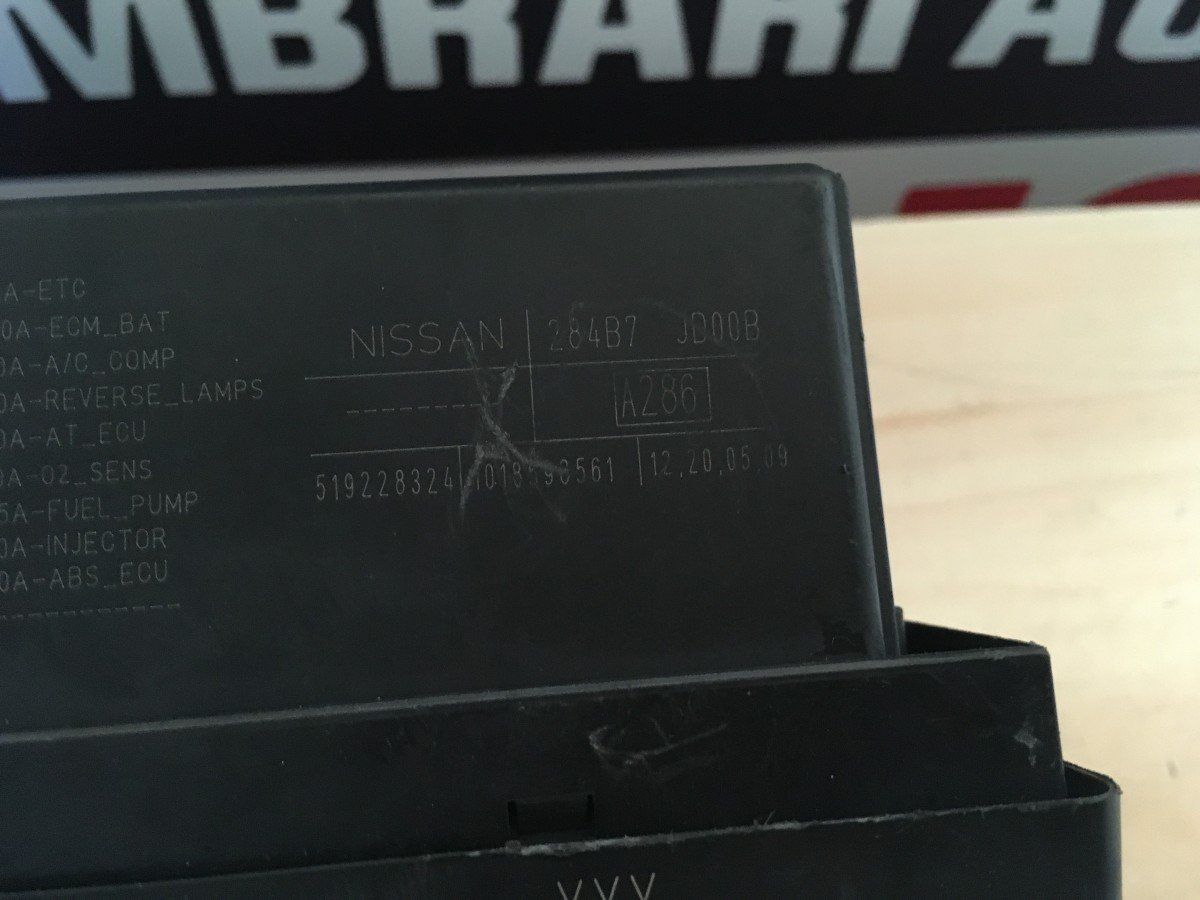 MBRARI AU
A-ETC
0A-ECM_BAT
0A-A/C_COMP
0A-REVERSE_LAMPS
0A-AT_ECU
0A-O2_SENS
5A-FUEL_PUMP
0A-INJECTOR
0A-ABS_ECU
NISSAN 284B7 JD00B
A286
519228324 12,20,05,09
YYY